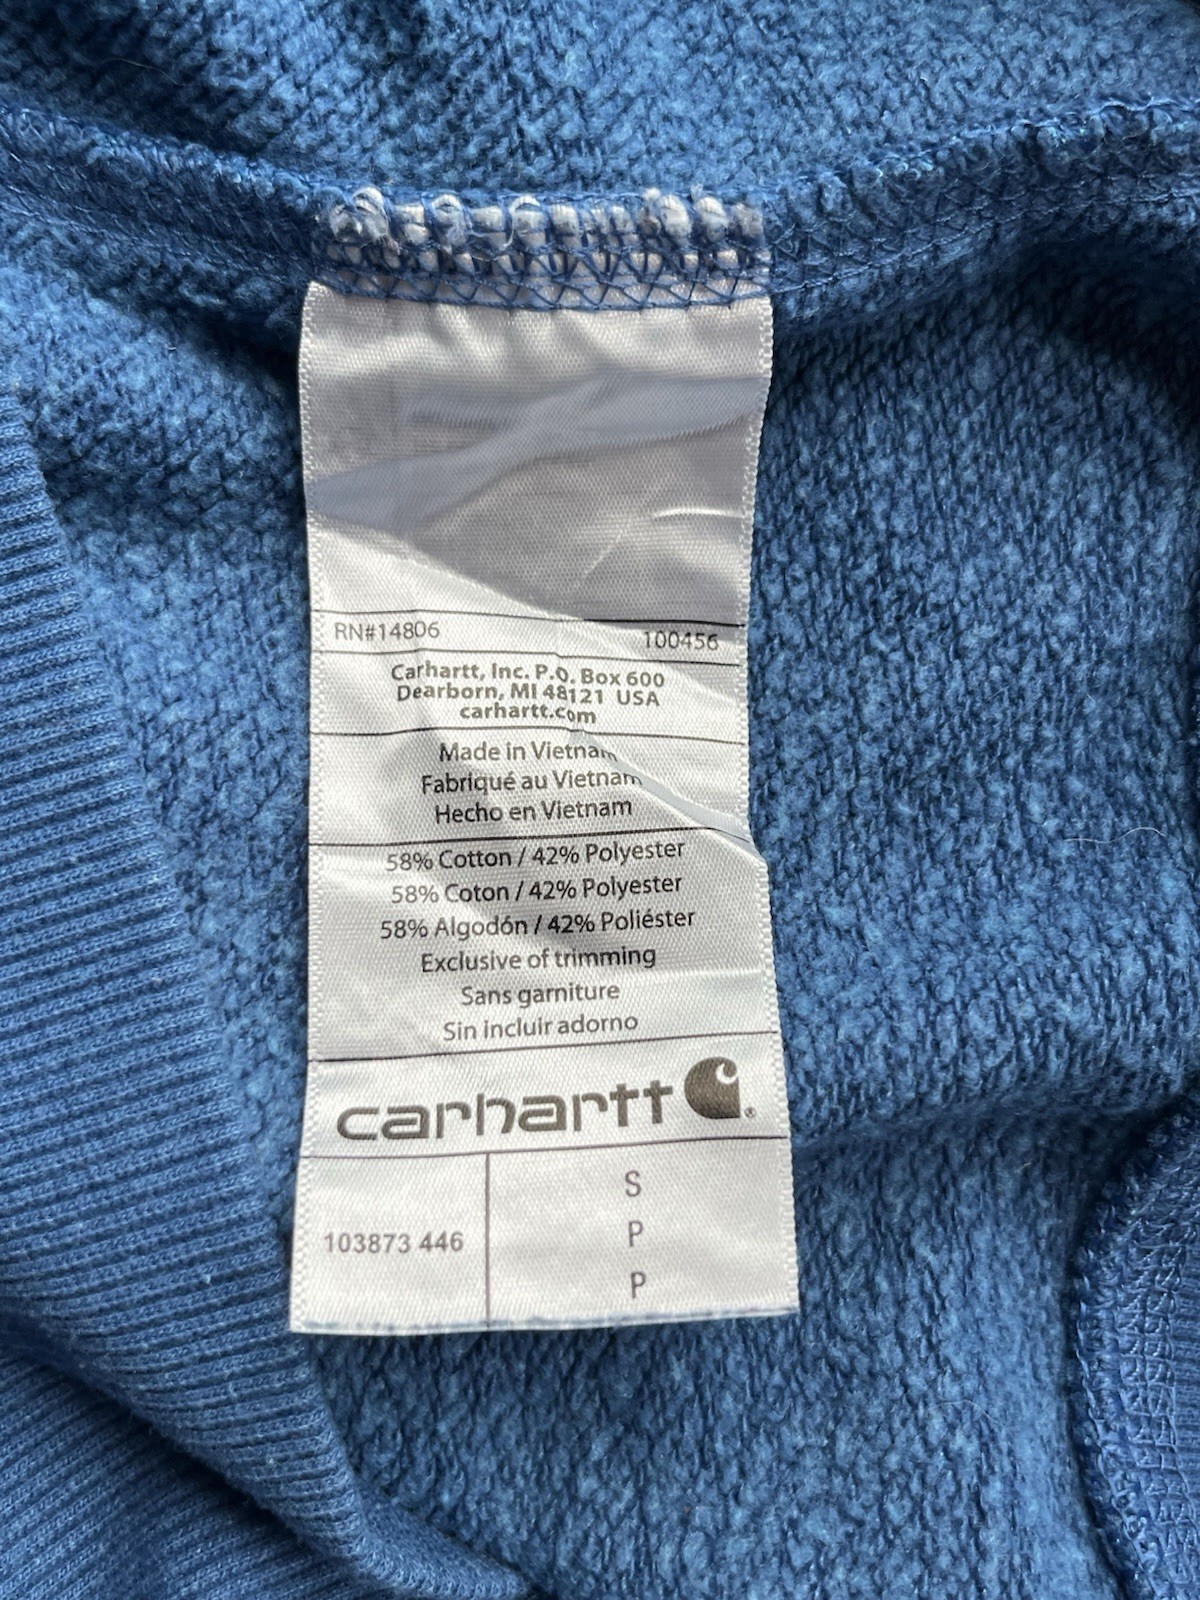 RN#14806 100456
Carhartt, Inc. P.O. Box 600
Dearborn, MI 48121 USA
carhartt.com
Made in Vietnam
Fabriqué au Vietnam
Hecho en Vietnam
58% Cotton / 42% Polyester
58% Coton / 42% Polyester
58% Algodón / 42% Poliéster
Exclusive of trimming
Sans garniture
Sin incluir adorno
carhartt
S
103873 446 P
P